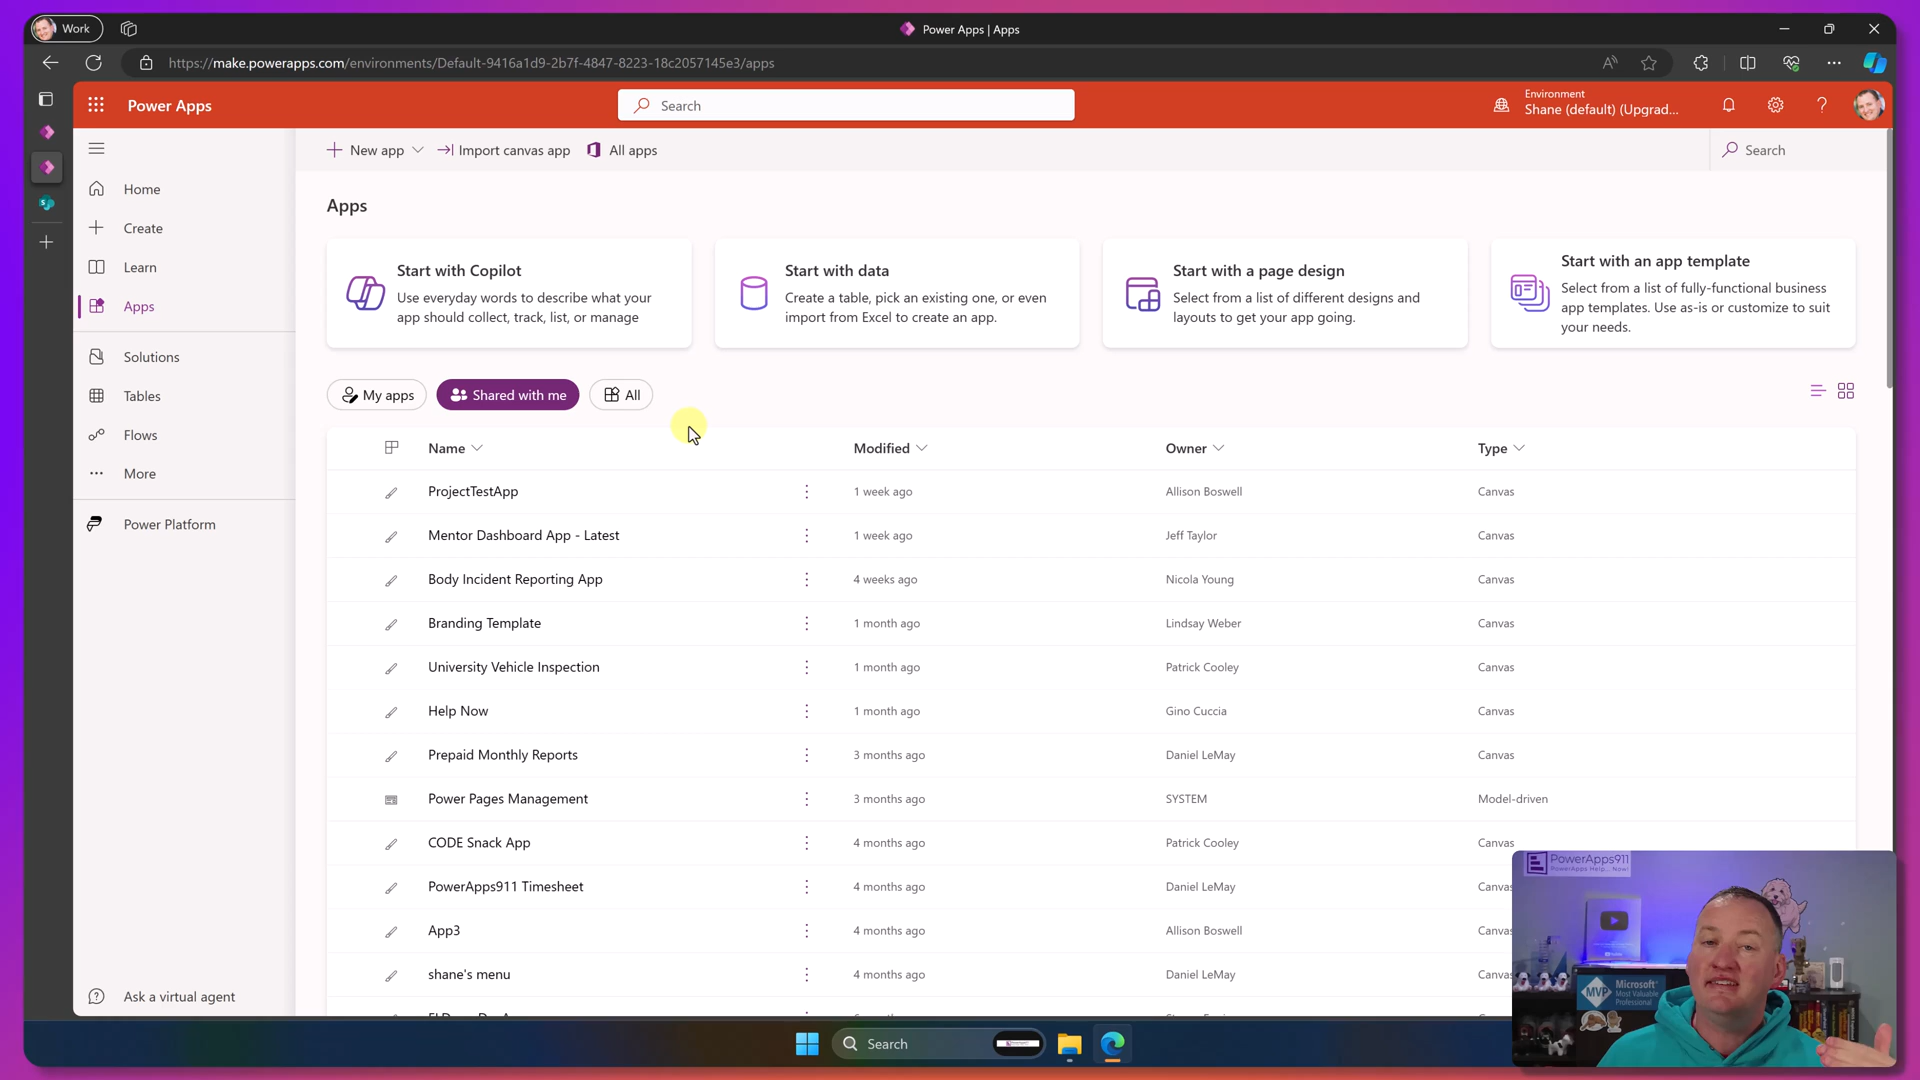 Work
Power Apps | Apps
https://make.powerapps.com/environments/Default-9416a1d9-2b7f-4847-8223-18c2057145e3/apps
Power Apps
Search
Environment
Shane (default) (Upgrad...
New app
Import canvas app
All apps
Search
Home
Create
Learn
Apps
Solutions
Tables
Flows
More
Power Platform
Ask a virtual agent
Apps
Start with Copilot
Use everyday words to describe what your
app should collect, track, list, or manage
Start with data
Create a table, pick an existing one, or even
import from Excel to create an app.
Start with a page design
Select from a list of different designs and
layouts to get your app going.
Start with an app template
Select from a list of fully-functional business
app templates. Use as-is or customize to suit
your needs.
My apps
Shared with me
All
Name Modified Owner Type
ProjectTestApp 1 week ago Allison Boswell Canvas
Mentor Dashboard App - Latest 1 week ago Jeff Taylor Canvas
Body Incident Reporting App 4 weeks ago Nicola Young Canvas
Branding Template 1 month ago Lindsay Weber Canvas
University Vehicle Inspection 1 month ago Patrick Cooley Canvas
Help Now 1 month ago Gino Cuccia Canvas
Prepaid Monthly Reports 3 months ago Daniel LeMay Canvas
Power Pages Management 3 months ago SYSTEM Model-driven
CODE Snack App 4 months ago Patrick Cooley Canvas
PowerApps911 Timesheet 4 months ago Daniel LeMay Canvas
App3 4 months ago Allison Boswell Canvas
shane's menu 4 months ago Daniel LeMay Canvas
PowerApps911
PowerApps Help... Now!
MVP
Microsoft
Most Valuable
Professional
Search